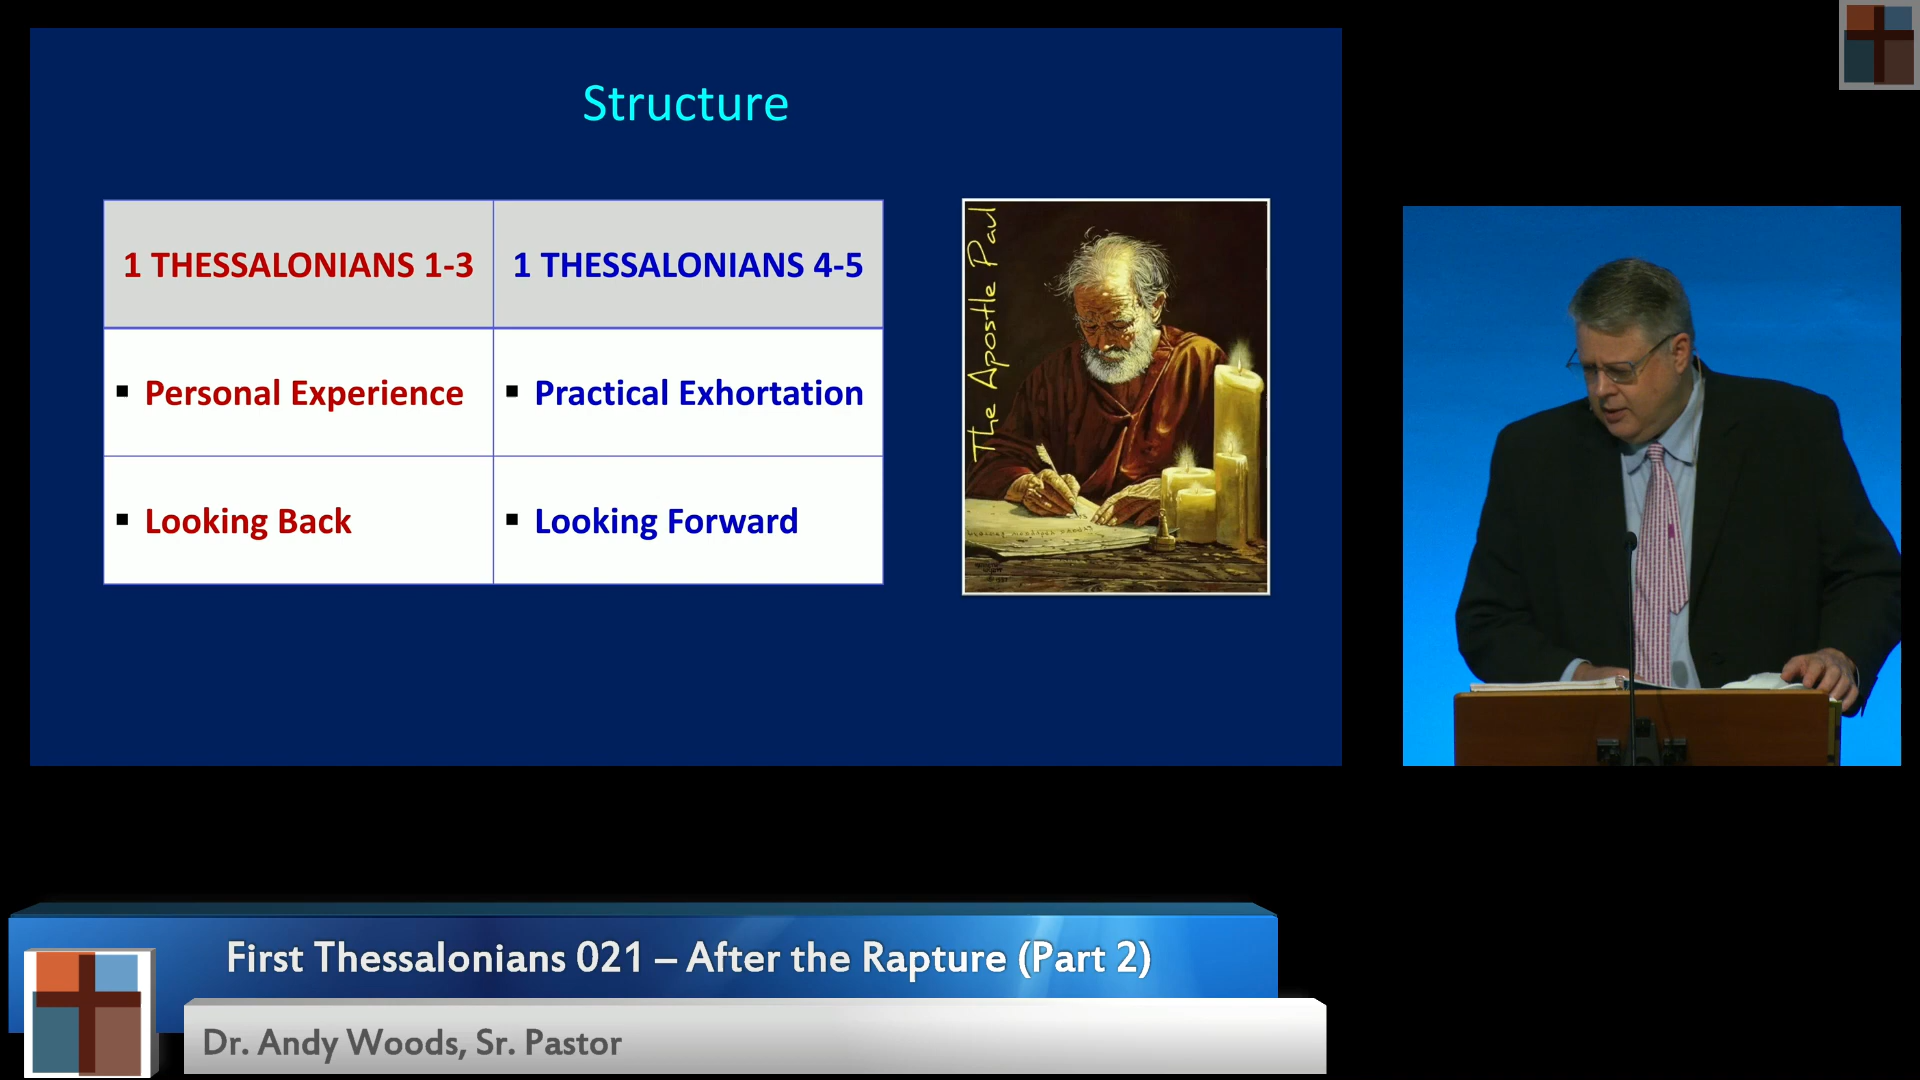 Structure
1 THESSALONIANS 1-3
1 THESSALONIANS 4-5
▪ Personal Experience
▪ Practical Exhortation
▪ Looking Back
▪ Looking Forward
The Apostle Paul
First Thessalonians 021 – After the Rapture (Part 2)
Dr. Andy Woods, Sr. Pastor